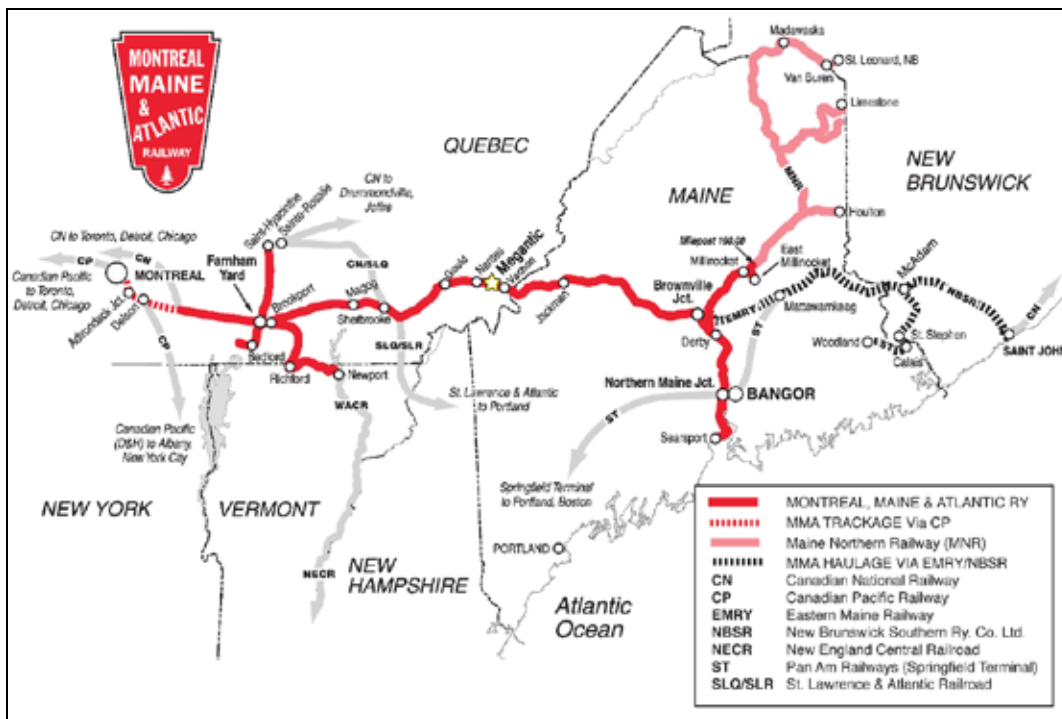 MONTREAL
MAINE
&
ATLANTIC
RAILWAY
Madawaska
St. Leonard, NB
Van Buren
Limestone
QUEBEC
NEW
BRUNSWICK
MAINE
MNR
Houlton
CN to
Drummondville,
Joffre
Saint-Hyacinthe
Sainte-Rosalie
CN to Toronto, Detroit, Chicago
CP
CN
Canadian Pacific
to Toronto,
Detroit, Chicago
MONTREAL
Farnham
Yard
Brookport
CN/SLQ
Magog
Sherbrooke
Gould
Nantes
Megantic
Vachon
Jackman
Milepost 109.00
Millinocket
East
Millinocket
Brownville
Jct.
EMRY
Mattawamkeag
McAdam
NBSR
CN
Adirondack Jct.
Delson
CP
Bedford
Richford
Newport
SLQ/SLR
Derby
ST
Woodland
EST
St. Stephen
Calais
SAINT JOHN
WACR
St. Lawrence & Atlantic
to Portland
Northern Maine Jct.
BANGOR
ST
Searsport
Canadian Pacific
(D&H) to Albany,
New York City
Springfield Terminal
to Portland, Boston
NEW YORK
VERMONT
NECR
NEW
HAMPSHIRE
PORTLAND
Atlantic
Ocean
MONTREAL, MAINE & ATLANTIC RY
MMA TRACKAGE Via CP
Maine Northern Railway (MNR)
MMA HAULAGE VIA EMRY/NBSR
CN Canadian National Railway
CP Canadian Pacific Railway
EMRY Eastern Maine Railway
NBSR New Brunswick Southern Ry. Co. Ltd.
NECR New England Central Railroad
ST Pan Am Railways (Springfield Terminal)
SLQ/SLR St. Lawrence & Atlantic Railroad